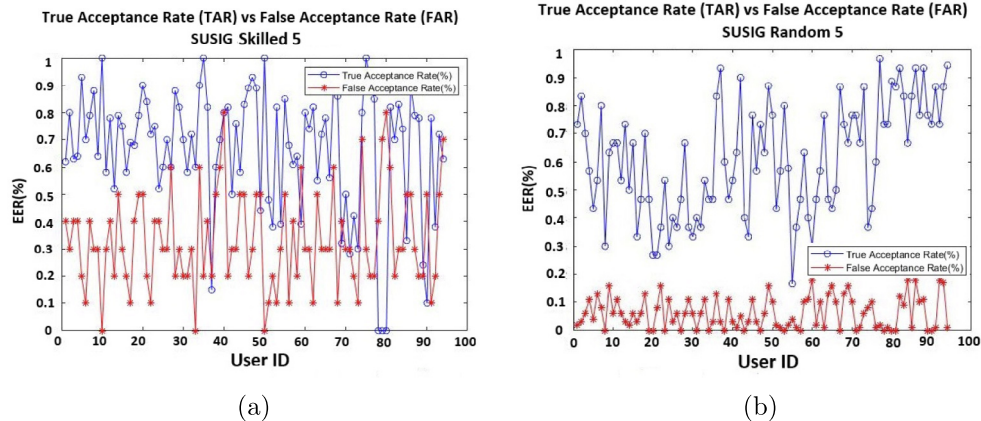 True Acceptance Rate (TAR) vs False Acceptance Rate (FAR)
SUSIG Skilled 5
EER(%)
1
0.9
0.8
0.7
0.6
0.5
0.4
0.3
0.2
0.1
0
True Acceptance Rate(%)
False Acceptance Rate(%)
0 10 20 30 40 50 60 70 80 90 100
User ID
(a)
True Acceptance Rate (TAR) vs False Acceptance Rate (FAR)
SUSIG Random 5
EER(%)
1
0.9
0.8
0.7
0.6
0.5
0.4
0.3
0.2
0.1
0
True Acceptance Rate(%)
False Acceptance Rate(%)
0 10 20 30 40 50 60 70 80 90 100
User ID
(b)